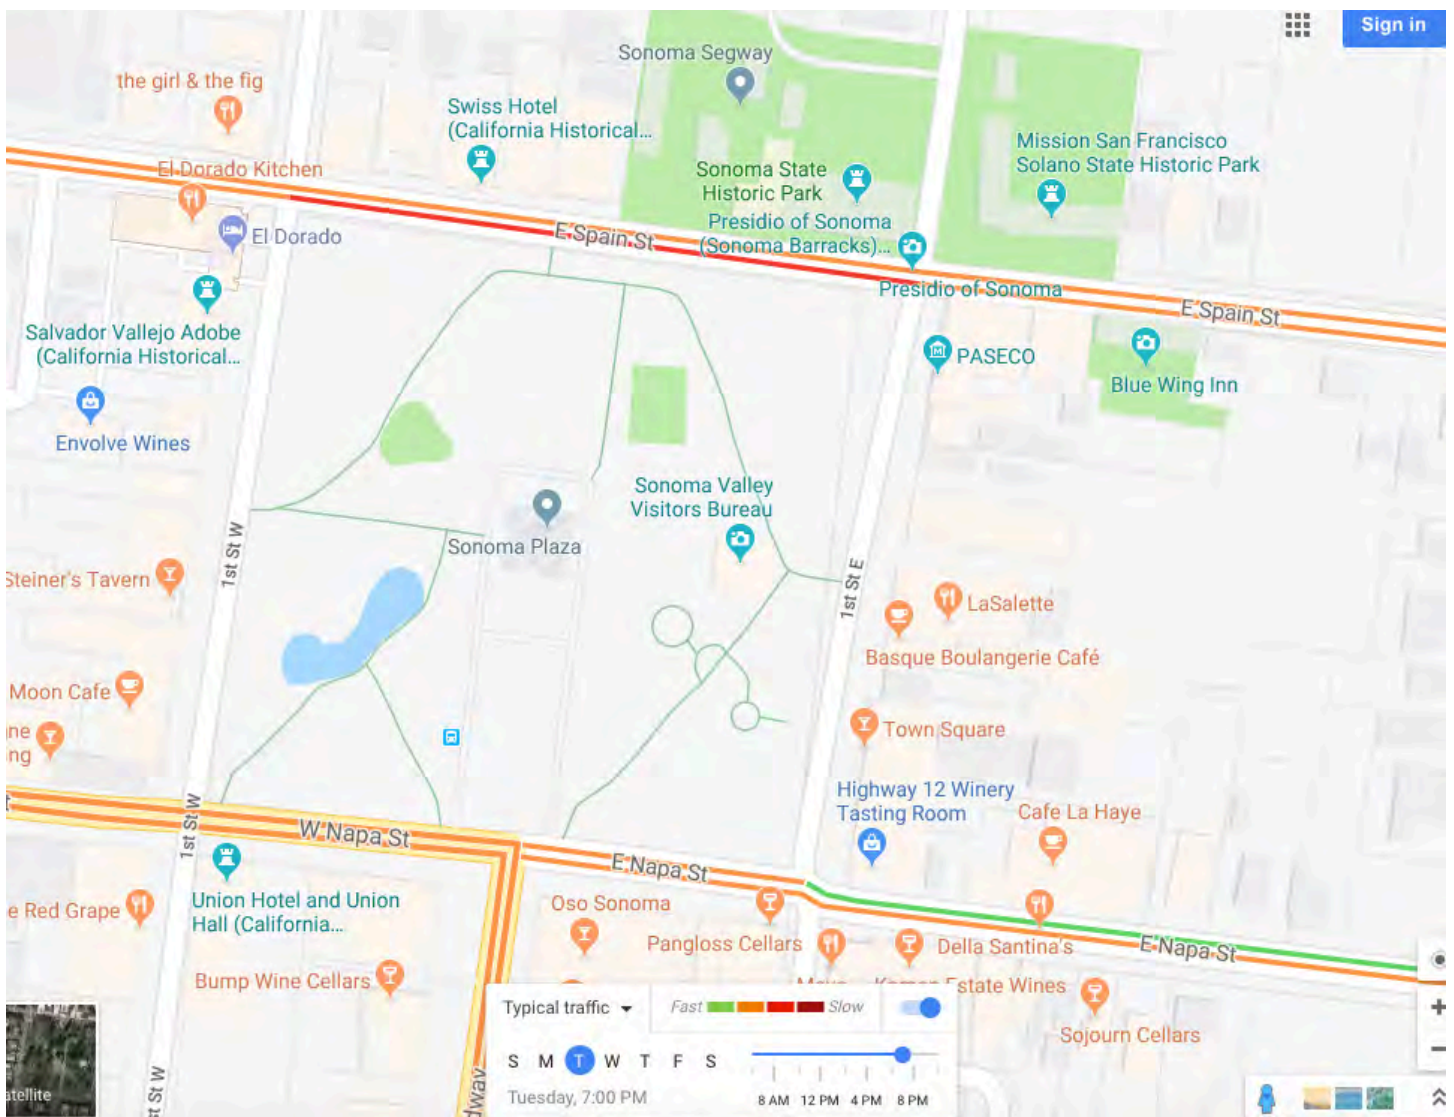 Sign in
Sonoma Segway
the girl & the fig
Swiss Hotel
(California Historical...
Mission San Francisco
Solano State Historic Park
El Dorado Kitchen
Sonoma State
Historic Park
Presidio of Sonoma
(Sonoma Barracks)...
El Dorado
E Spain St
Presidio of Sonoma
E Spain St
Salvador Vallejo Adobe
(California Historical...
PASECO
Blue Wing Inn
Envolve Wines
Sonoma Valley
Visitors Bureau
Sonoma Plaza
1st St W
Steiner's Tavern
1st St E
LaSalette
Basque Boulangerie Café
Moon Cafe
ne
ng
Town Square
Highway 12 Winery
Tasting Room
Cafe La Haye
1st St W
W Napa St
E Napa St
Union Hotel and Union
Hall (California...
e Red Grape
Oso Sonoma
Pangloss Cellars
Della Santina's
E Napa St
Bump Wine Cellars
Estate Wines
Sojourn Cellars
Typical traffic
Fast
Slow
S M T W T F S
Tuesday, 7:00 PM
8 AM 12 PM 4 PM 8 PM
atellite
st St W
dway